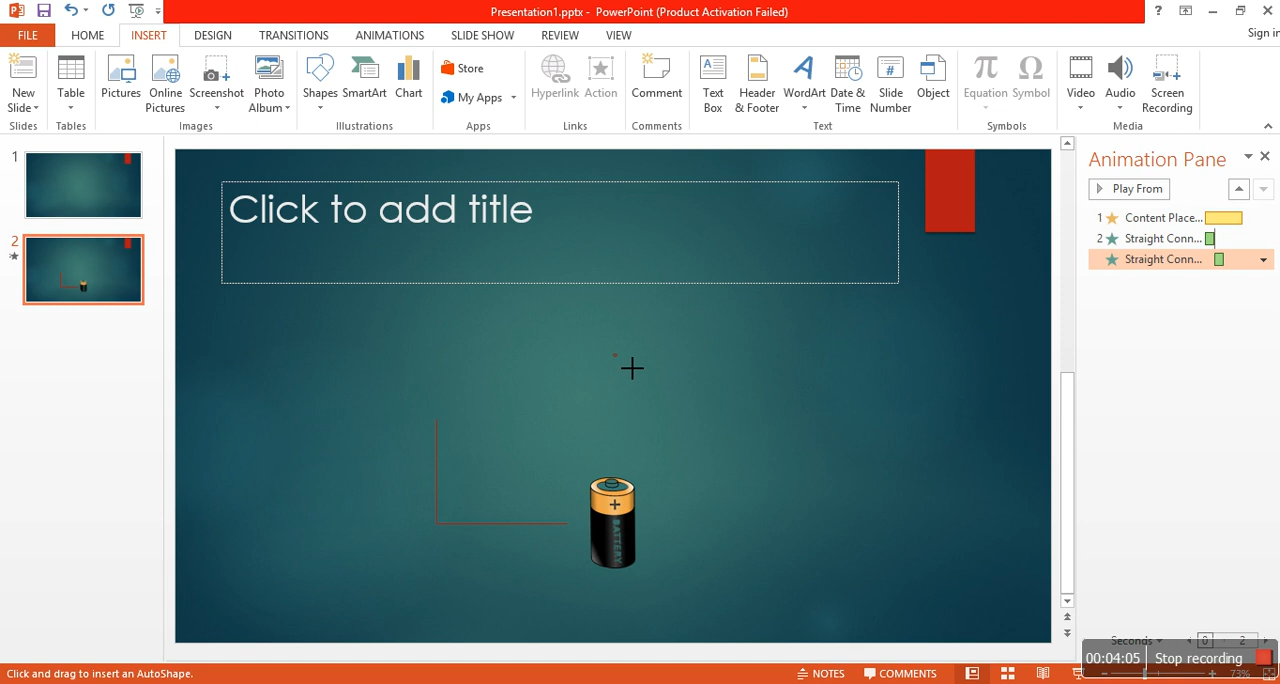 Presentation1.pptx - PowerPoint (Product Activation Failed)
?
FILE HOME INSERT DESIGN TRANSITIONS ANIMATIONS SLIDE SHOW REVIEW VIEW Sign in
New Slide
Table
Pictures
Online Pictures
Screenshot
Photo Album
Shapes
SmartArt
Chart
Store
My Apps
Hyperlink
Action
Comment
Text Box
Header & Footer
WordArt
Date & Time
Slide Number
Object
Equation
Symbol
Video
Audio
Screen Recording
Slides Tables Images Illustrations Apps Links Comments Text Symbols Media
1
2
Click to add title
+
BATTERY
Animation Pane
Play From
1 Content Place...
2 Straight Conn...
Straight Conn...
Seconds 0 2
00:04:05 Stop recording
Click and drag to insert an AutoShape.
NOTES COMMENTS 73%